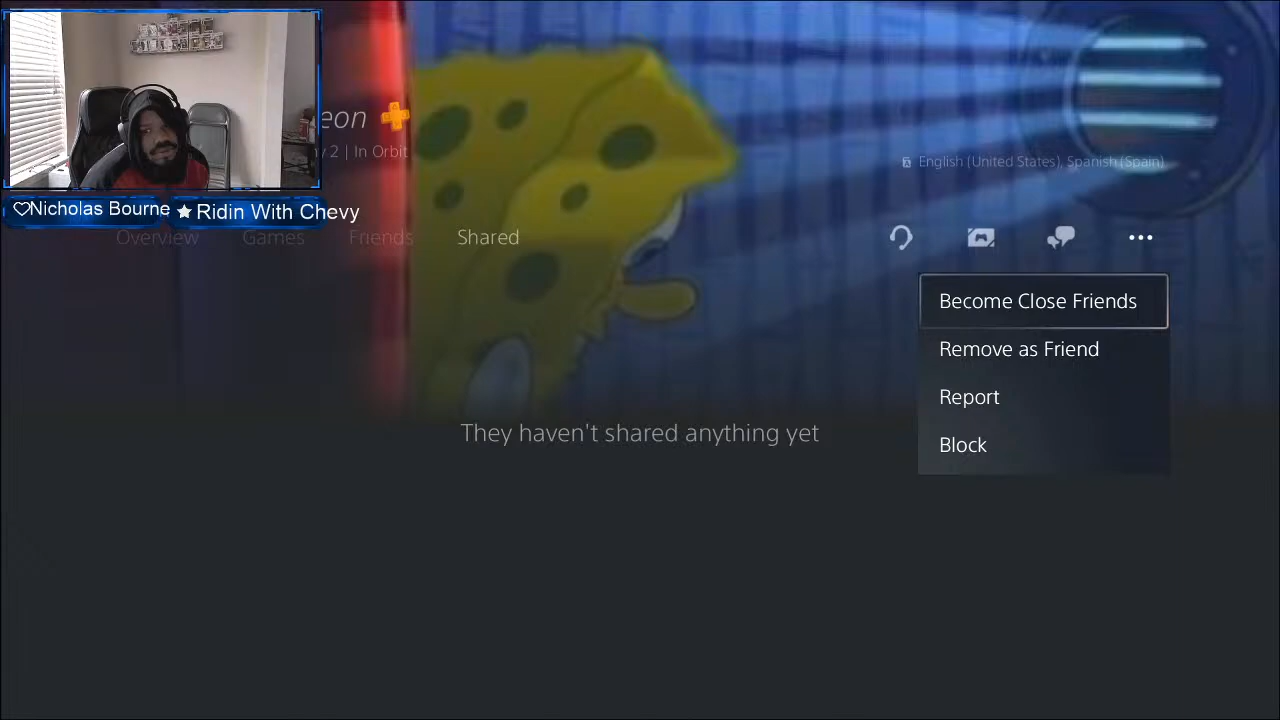 eon
y 2 | In Orbit
English (United States), Spanish (Spain)
♡Nicholas Bourne
★ Ridin With Chevy
Overview
Games
Friends
Shared
Become Close Friends
Remove as Friend
Report
Block
They haven't shared anything yet